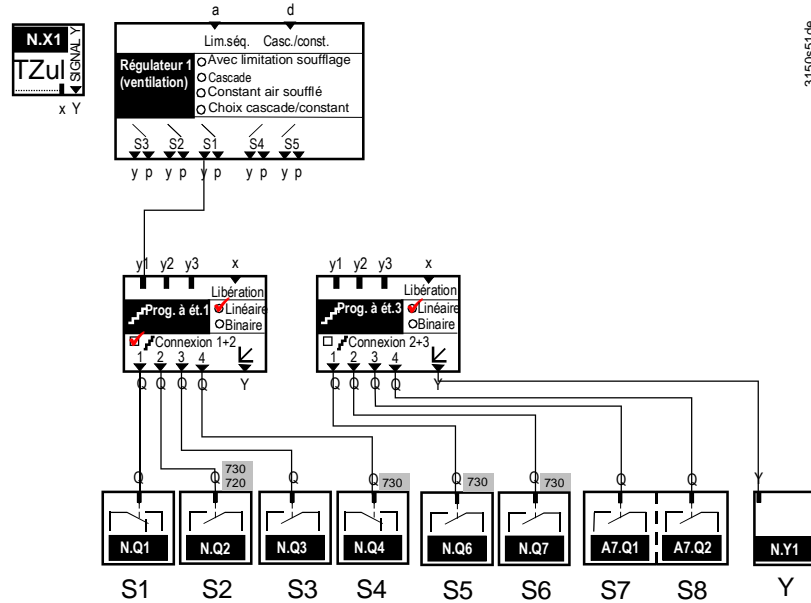 a d
N.X1
TZul
SIGNAL Y
x Y
Lim.séq. Casc./const.
Régulateur 1
(ventilation)
Avec limitation soufflage
Cascade
Constant air soufflé
Choix cascade/constant
S3 S2 S1 S4 S5
y p y p y p y p y p
3150s51de
y1 y2 y3 x
Libération
Prog. à ét.1
Linéaire
Binaire
Connexion 1+2
1 2 3 4
Q Q Q Q Y
y1 y2 y3 x
Libération
Prog. à ét.3
Linéaire
Binaire
Connexion 2+3
1 2 3 4
Q Q Q Q Y
Q Q 730 Q Q 730 Q 730 Q 730 Q Q Y
720
N.Q1 N.Q2 N.Q3 N.Q4 N.Q6 N.Q7 A7.Q1 A7.Q2 N.Y1
S1 S2 S3 S4 S5 S6 S7 S8 Y